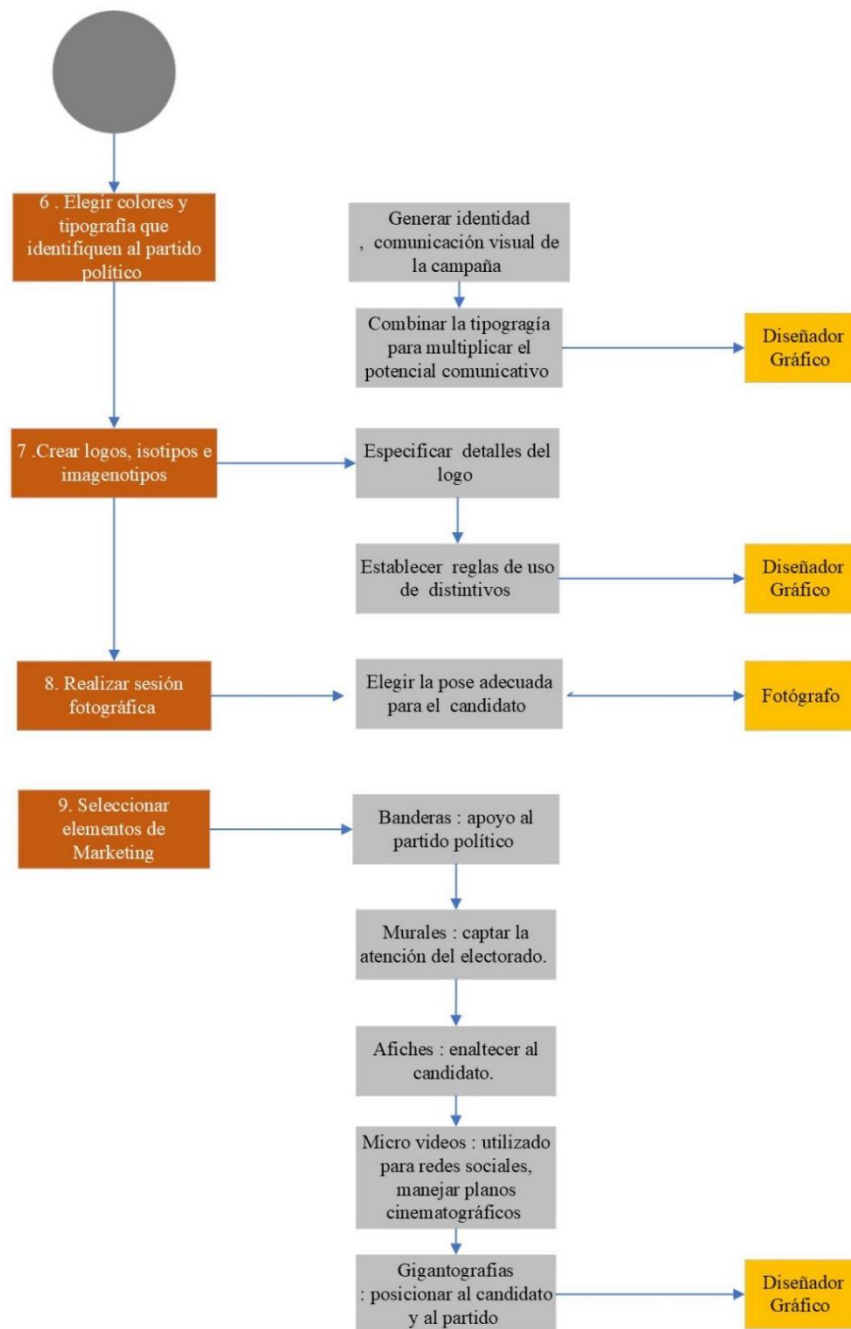 6 . Elegir colores y
tipografía que
identifiquen al partido
político
Generar identidad
, comunicación visual de
la campaña
Combinar la tipogragía
para multiplicar el
potencial comunicativo
Diseñador
Gráfico
7 .Crear logos, isotipos e
imagenotipos
Especificar detalles del
logo
Establecer reglas de uso
de distintivos
Diseñador
Gráfico
8. Realizar sesión
fotográfica
Elegir la pose adecuada
para el candidato
Fotógrafo
9. Seleccionar
elementos de
Marketing
Banderas : apoyo al
partido político
Murales : captar la
atención del electorado.
Afiches : enaltecer al
candidato.
Micro videos : utilizado
para redes sociales,
manejar planos
cinematográficos
Gigantografías
: posicionar al candidato
y al partido
Diseñador
Gráfico